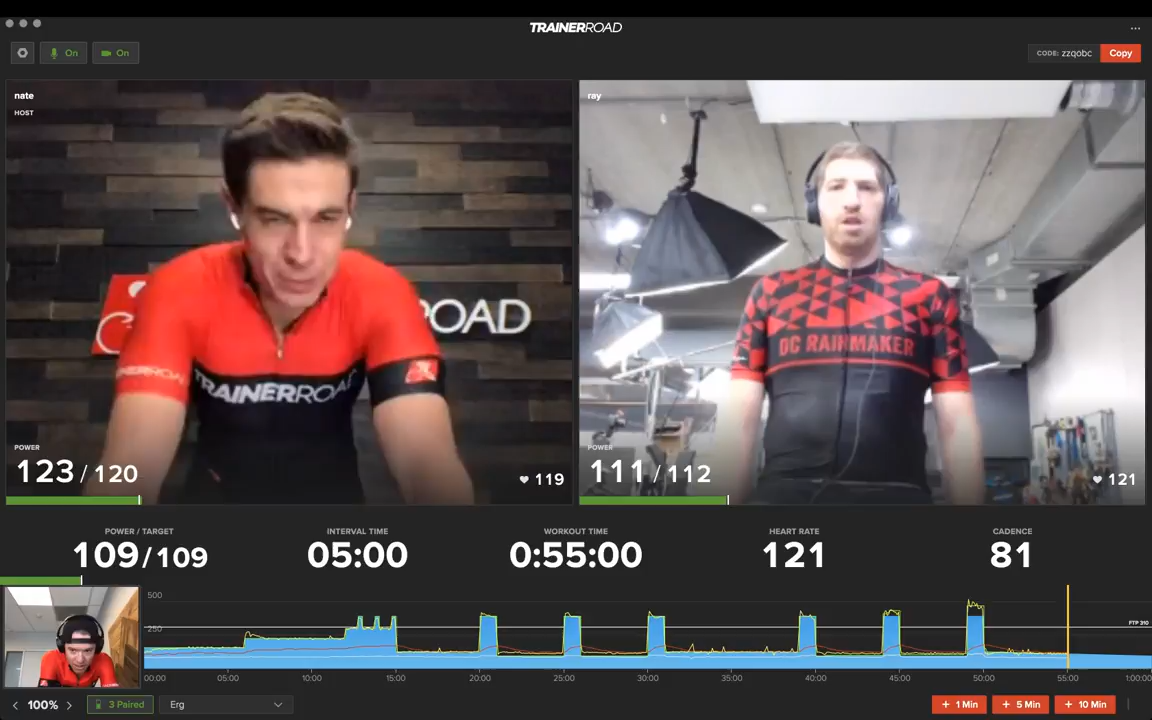 TRAINERROAD
On
On
CODE: zzqobc
Copy
nate
HOST
ray
OAD
TRAINERROAD
DC RAINMAKER
POWER
123 / 120
119
POWER
111 / 112
121
POWER / TARGET
109/109
INTERVAL TIME
05:00
WORKOUT TIME
0:55:00
HEART RATE
121
CADENCE
81
500
250
FTP 310
00:00
05:00
10:00
15:00
20:00
25:00
30:00
35:00
40:00
45:00
50:00
55:00
1:00:00
100%
3 Paired
Erg
+ 1 Min
+ 5 Min
+ 10 Min